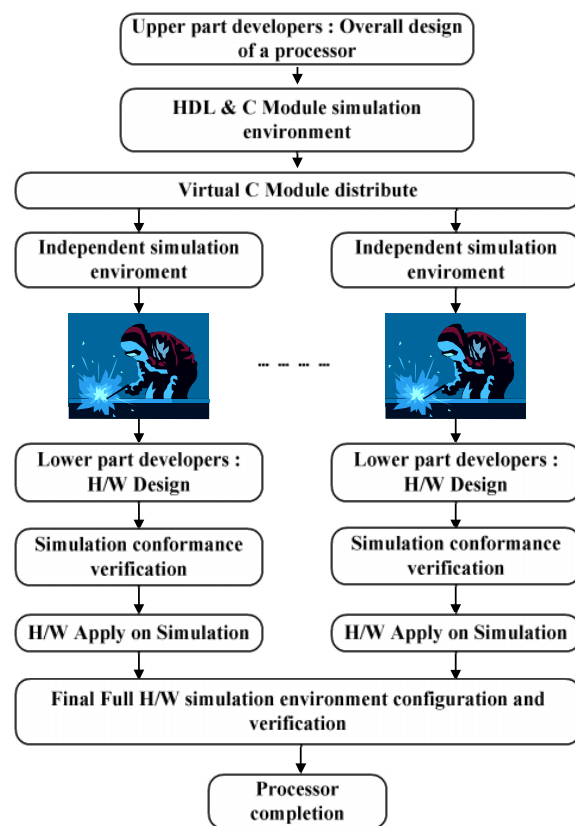 Upper part developers : Overall design
of a processor
HDL & C Module simulation
environment
Virtual C Module distribute
Independent simulation
enviroment
Independent simulation
enviroment
... ... ... ...
Lower part developers :
H/W Design
Lower part developers :
H/W Design
Simulation conformance
verification
Simulation conformance
verification
H/W Apply on Simulation
H/W Apply on Simulation
Final Full H/W simulation environment configuration and
verification
Processor
completion